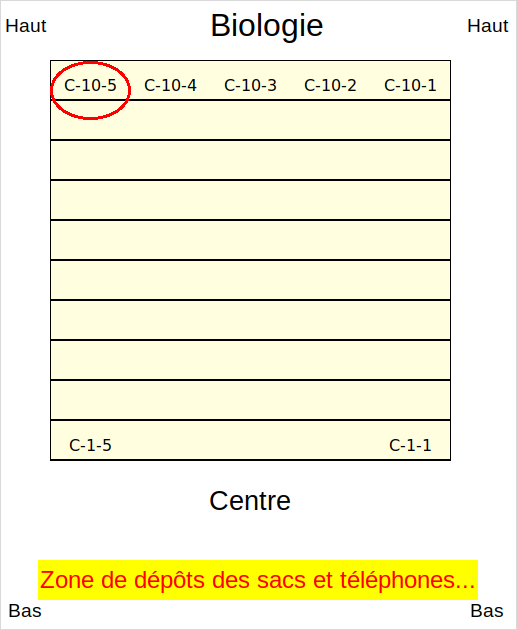 Haut Biologie Haut
C-10-5 C-10-4 C-10-3 C-10-2 C-10-1
C-1-5 C-1-1
Centre
Zone de dépôts des sacs et téléphones...
Bas Bas